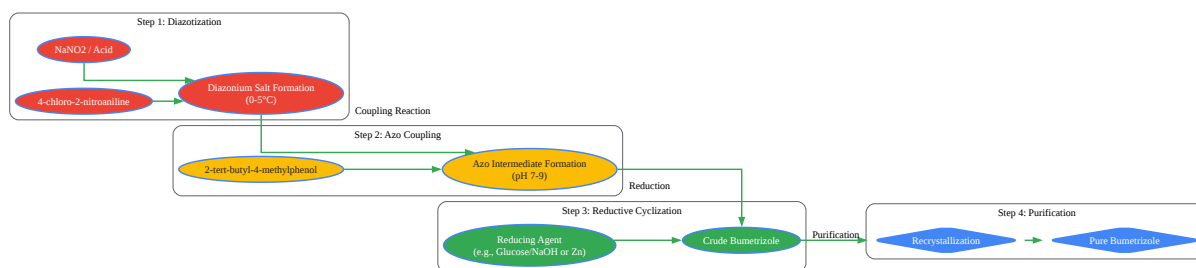 Step 1: Diazotization
NaNO2 / Acid
4-chloro-2-nitroaniline
Diazonium Salt Formation
(0-5°C)
Coupling Reaction
Step 2: Azo Coupling
2-tert-butyl-4-methylphenol
Azo Intermediate Formation
(pH 7-9)
Reduction
Step 3: Reductive Cyclization
Reducing Agent
(e.g., Glucose/NaOH or Zn)
Crude Bumetrizole
Purification
Step 4: Purification
Recrystallization
Pure Bumetrizole